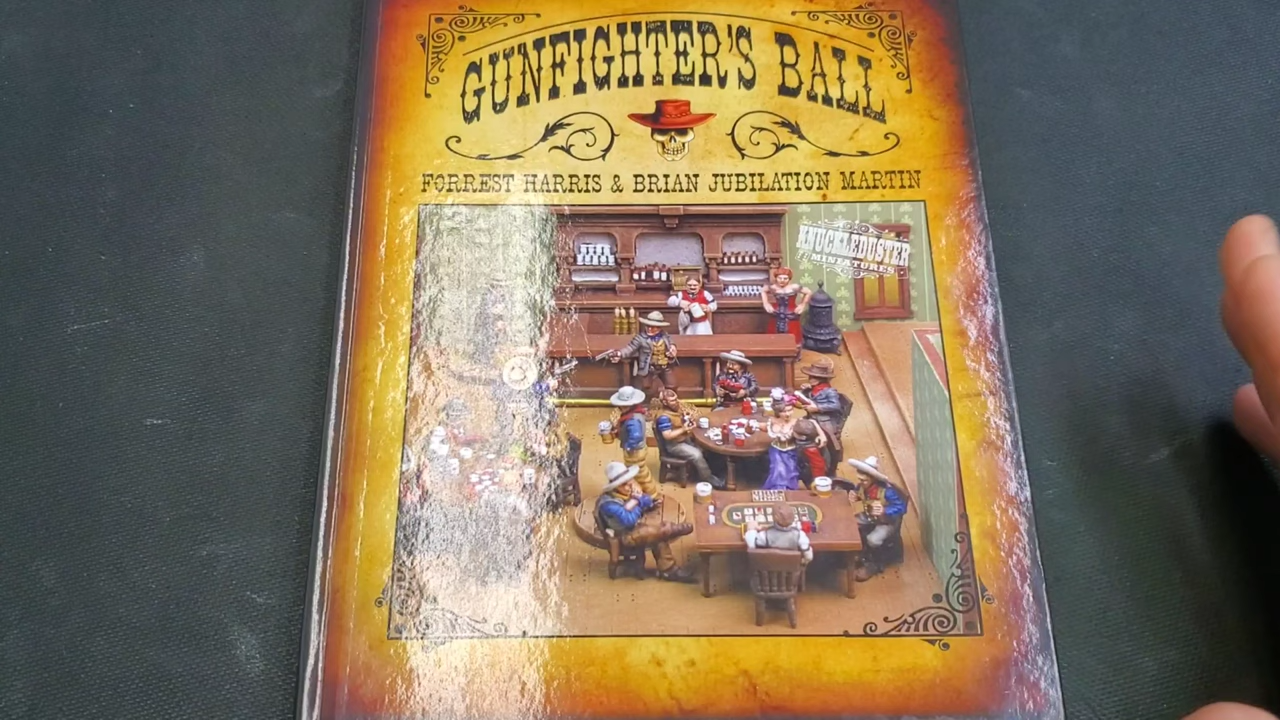 GUNFIGHTER'S BALL
FORREST HARRIS & BRIAN JUBILATION MARTIN
KNUCKLEDUSTER
MINIATURES